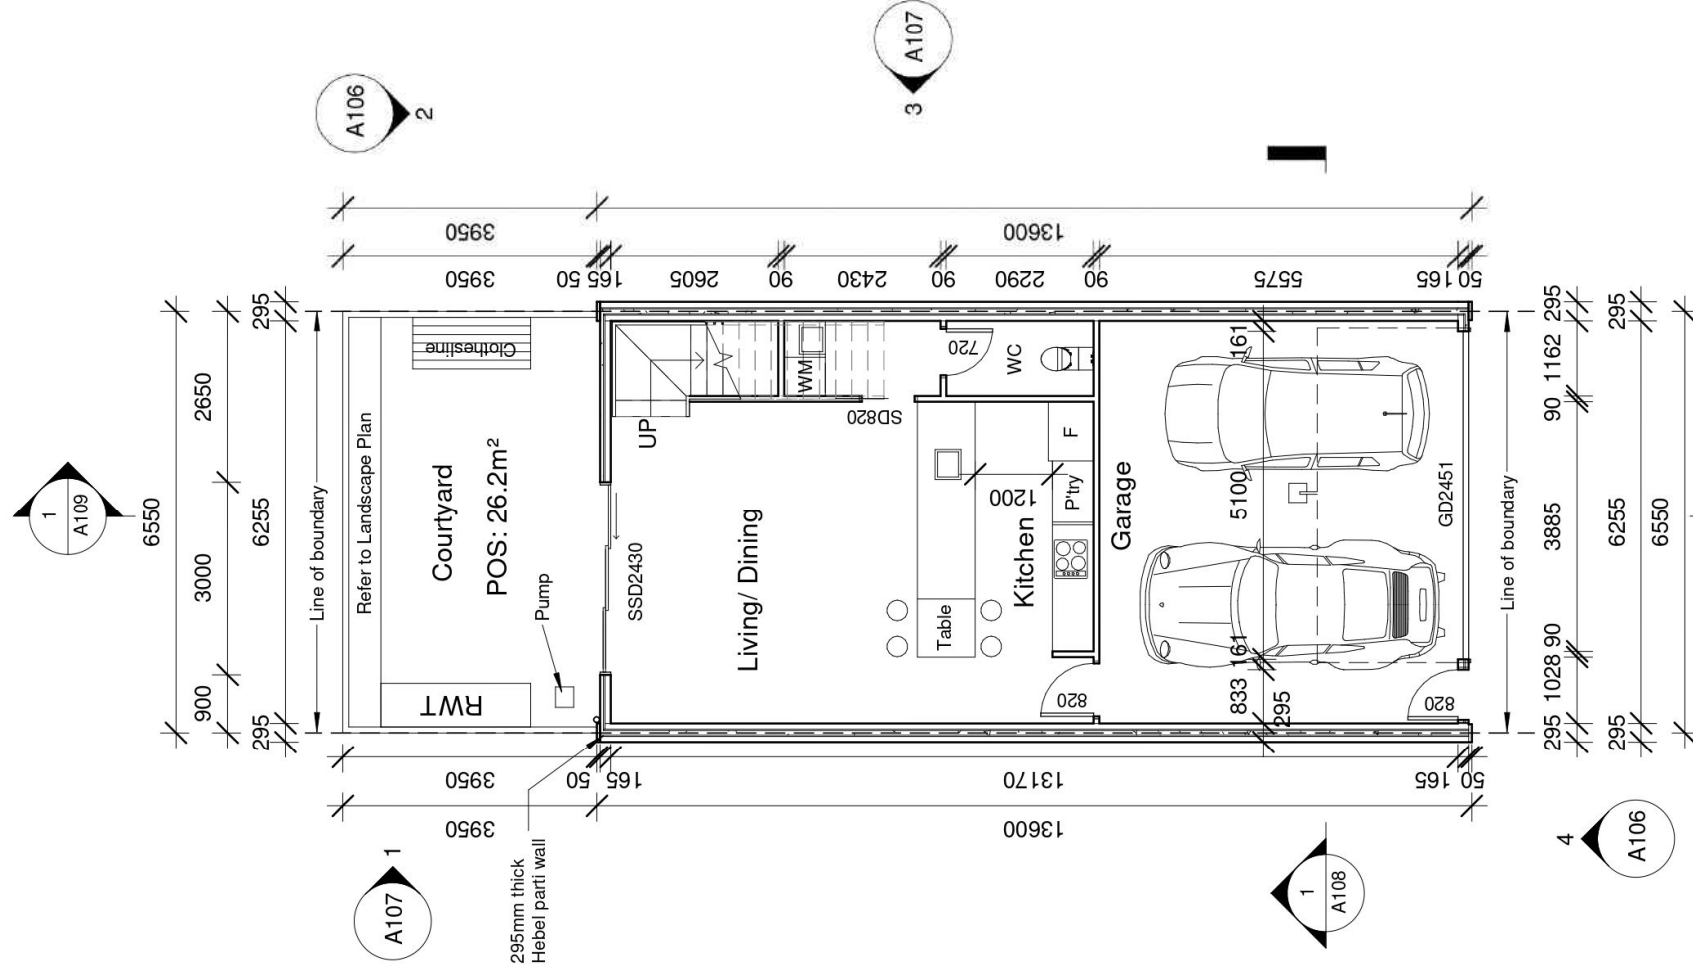 A107
3
A106
2
3950
13600
3950
50
165
2605
90
2430
90
2290
90
5575
165
50
295
2650
6550
3000
6255
900
295
1
A109
Line of boundary
Refer to Landscape Plan
Clothesline
Courtyard
POS: 26.2m²
Pump
RWT
UP
SSD2430
Living/ Dining
WM
SD820
720
WC
F
P'try
1200
Kitchen
Table
820
Garage
161
5100
161
833
295
GD2451
820
Line of boundary
295
1162
90
3885
90
1028
295
295
6255
295
6550
3950
50
165
13170
165
50
3950
13600
295mm thick
Hebel parti wall
1
A107
1
A108
4
A106